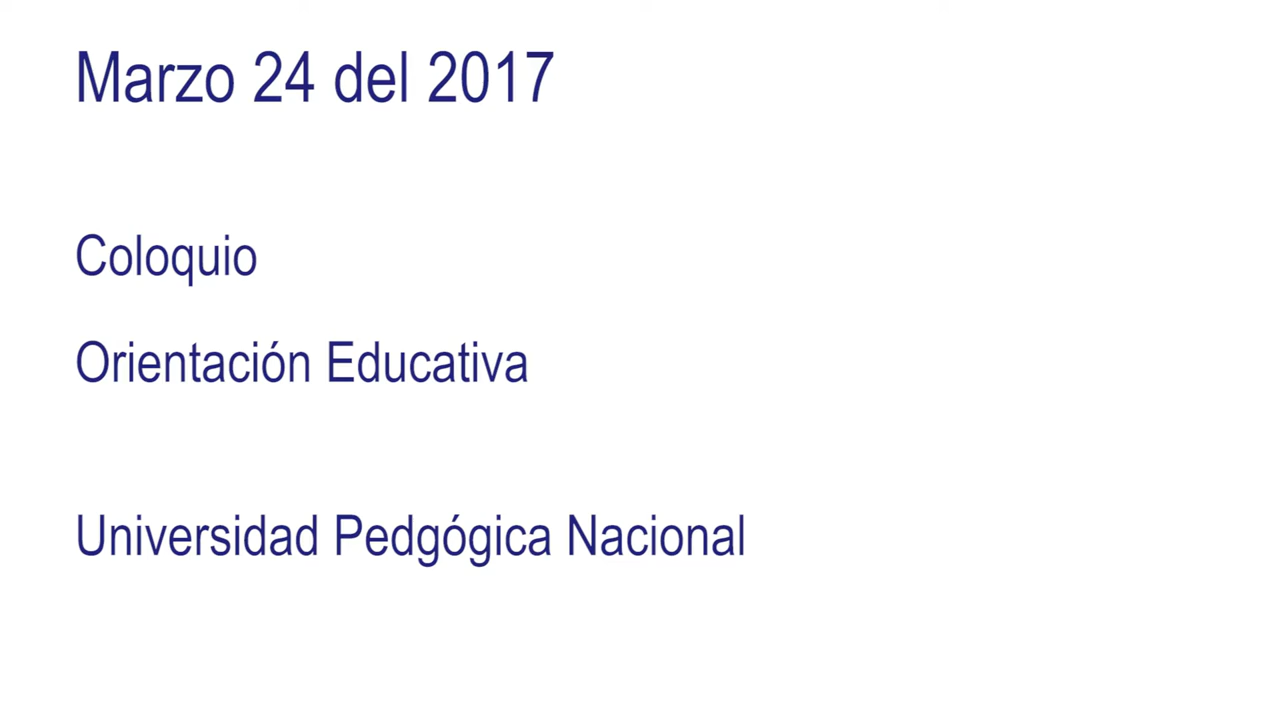 Marzo 24 del 2017
Coloquio
Orientación Educativa
Universidad Pedgógica Nacional